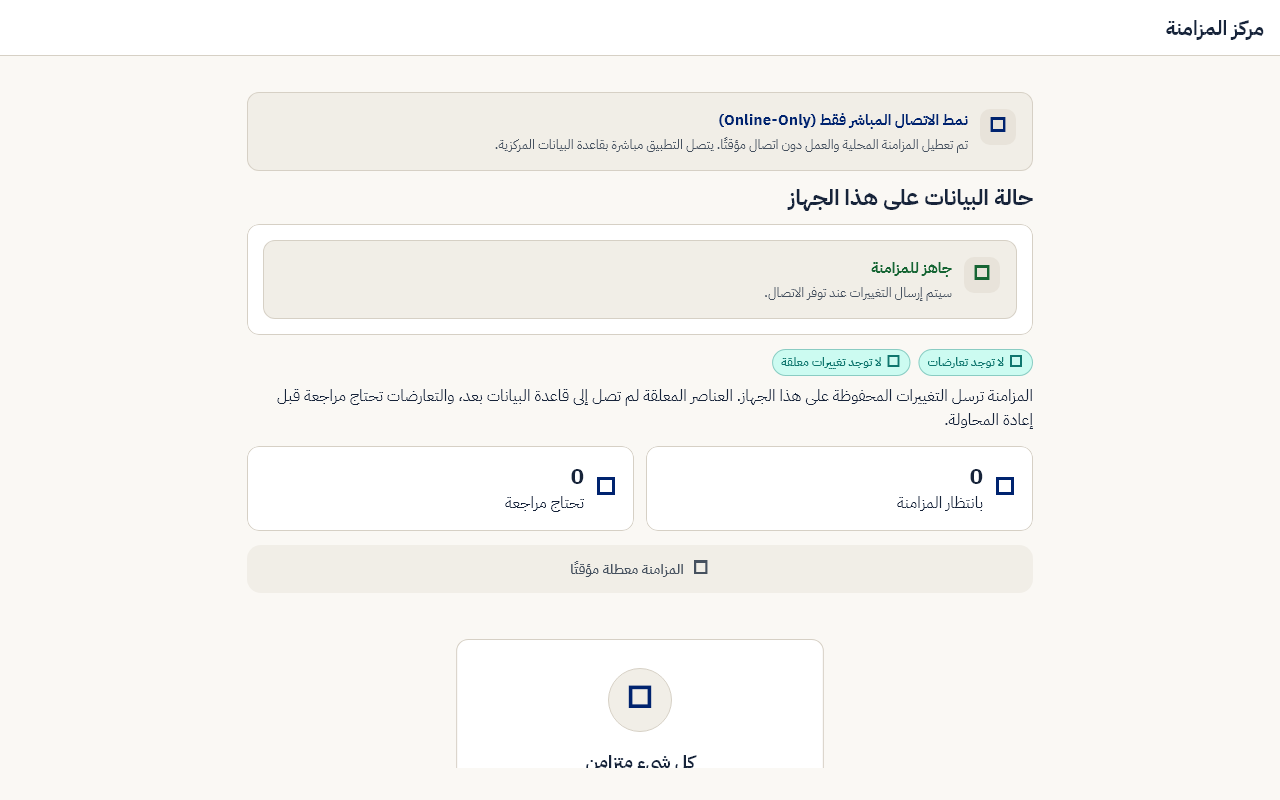 مركز المزامنة
نمط الاتصال المباشر فقط (Online-Only)
تم تعطيل المزامنة المحلية والعمل دون اتصال مؤقتًا. يتصل التطبيق مباشرة بقاعدة البيانات المركزية.
حالة البيانات على هذا الجهاز
جاهز للمزامنة
سيتم إرسال التغييرات عند توفر الاتصال.
لا توجد تعارضات
لا توجد تغييرات معلقة
المزامنة ترسل التغييرات المحفوظة على هذا الجهاز. العناصر المعلقة لم تصل إلى قاعدة البيانات بعد، والتعارضات تحتاج مراجعة قبل
إعادة المحاولة.
0
بانتظار المزامنة
0
تحتاج مراجعة
المزامنة معطلة مؤقتًا
كل شيء متزامن